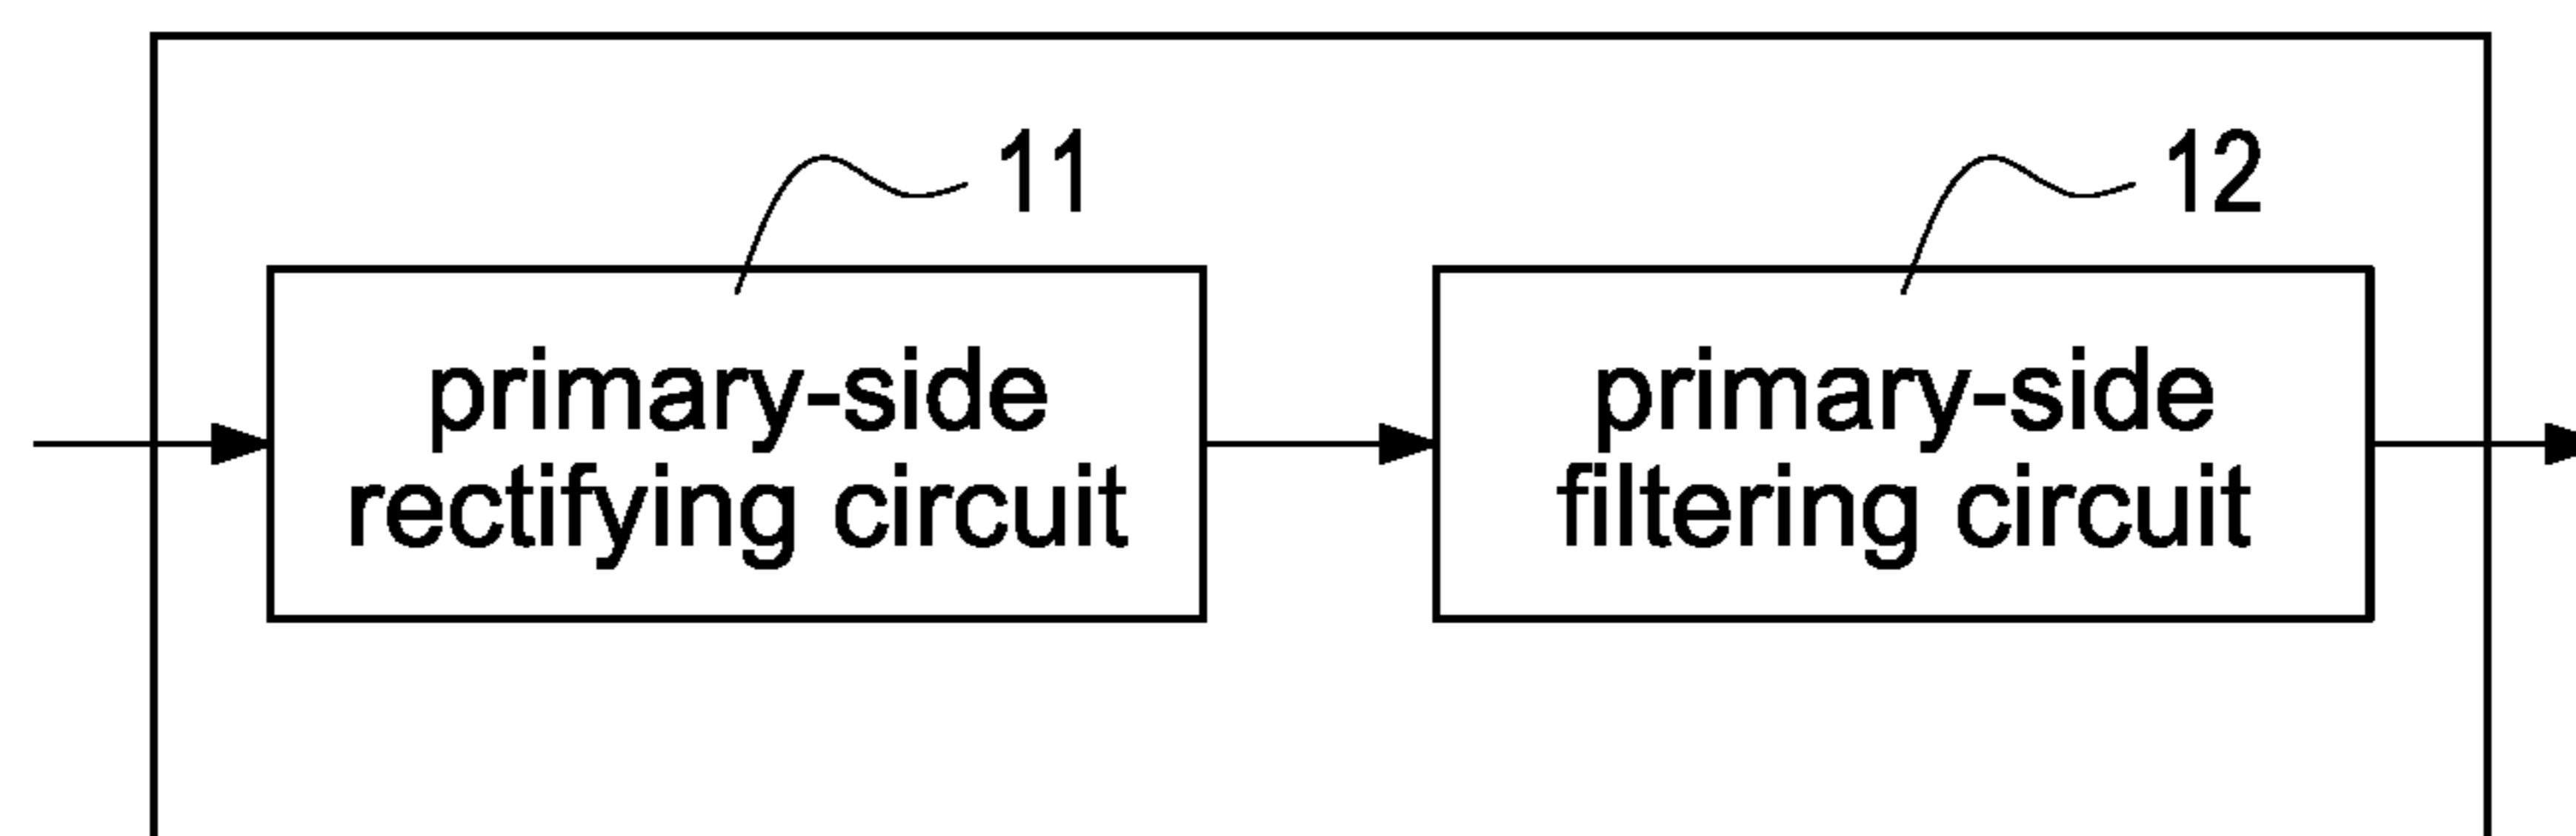 11
12
primary-side
rectifying circuit
primary-side
filtering circuit